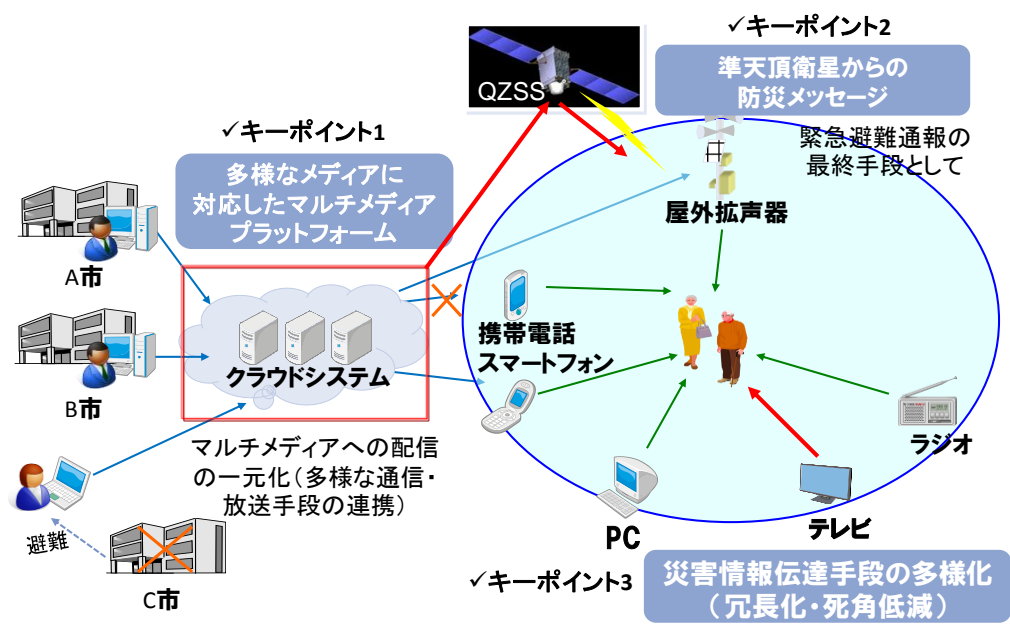 ✓キーポイント2
準天頂衛星からの
防災メッセージ
QZSS
緊急避難通報の
最終手段として
✓キーポイント1
多様なメディアに
対応したマルチメディア
プラットフォーム
屋外拡声器
A市
B市
クラウドシステム
携帯電話
スマートフォン
マルチメディアへの配信
の一元化（多様な通信・
放送手段の連携）
ラジオ
PC
テレビ
避難
C市
✓キーポイント3
災害情報伝達手段の多様化
（冗長化・死角低減）